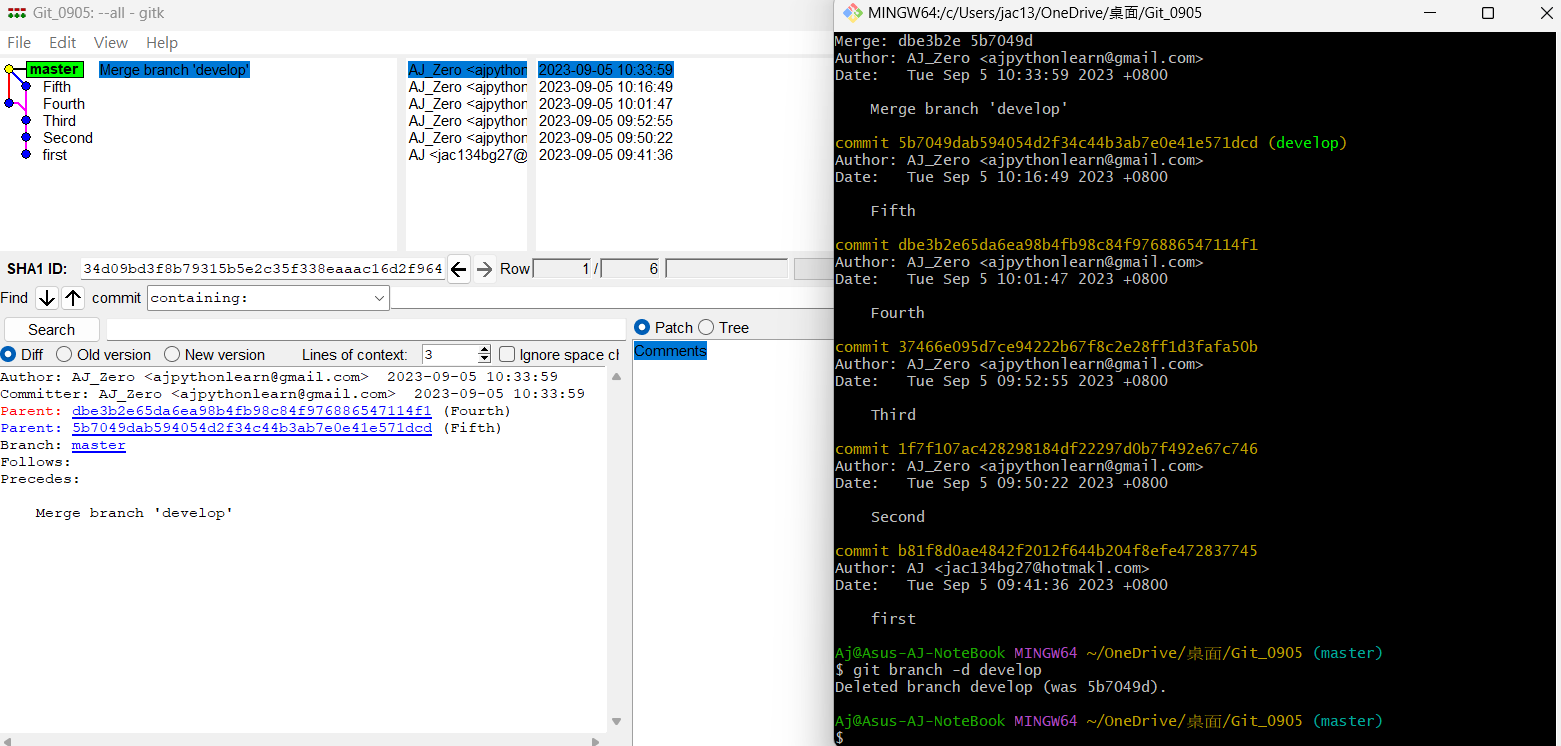 Git_0905: --all - gitk
File Edit View Help
master Merge branch 'develop' AJ_Zero <ajpython 2023-09-05 10:33:59
Fifth AJ_Zero <ajpython 2023-09-05 10:16:49
Fourth AJ_Zero <ajpython 2023-09-05 10:01:47
Third AJ_Zero <ajpython 2023-09-05 09:52:55
Second AJ_Zero <ajpython 2023-09-05 09:50:22
first AJ <jac134bg27@ 2023-09-05 09:41:36
SHA1 ID: 34d09bd3f8b79315b5e2c35f338eaaac16d2f964 Row 1 / 6
Find commit containing:
Search
Patch Tree
Diff Old version New version Lines of context: 3 Ignore space ch
Comments
Author: AJ_Zero <ajpythonlearn@gmail.com> 2023-09-05 10:33:59
Committer: AJ_Zero <ajpythonlearn@gmail.com> 2023-09-05 10:33:59
Parent: dbe3b2e65da6ea98b4fb98c84f976886547114f1 (Fourth)
Parent: 5b7049dab594054d2f34c44b3ab7e0e41e571dcd (Fifth)
Branch: master
Follows:
Precedes:
Merge branch 'develop'
MINGW64:/c/Users/jac13/OneDrive/桌面/Git_0905
Merge: dbe3b2e 5b7049d
Author: AJ_Zero <ajpythonlearn@gmail.com>
Date: Tue Sep 5 10:33:59 2023 +0800
Merge branch 'develop'
commit 5b7049dab594054d2f34c44b3ab7e0e41e571dcd (develop)
Author: AJ_Zero <ajpythonlearn@gmail.com>
Date: Tue Sep 5 10:16:49 2023 +0800
Fifth
commit dbe3b2e65da6ea98b4fb98c84f976886547114f1
Author: AJ_Zero <ajpythonlearn@gmail.com>
Date: Tue Sep 5 10:01:47 2023 +0800
Fourth
commit 37466e095d7ce94222b67f8c2e28ff1d3fafa50b
Author: AJ_Zero <ajpythonlearn@gmail.com>
Date: Tue Sep 5 09:52:55 2023 +0800
Third
commit 1f7f107ac428298184df22297d0b7f492e67c746
Author: AJ_Zero <ajpythonlearn@gmail.com>
Date: Tue Sep 5 09:50:22 2023 +0800
Second
commit b81f8d0ae4842f2012f644b204f8efe472837745
Author: AJ <jac134bg27@hotmakl.com>
Date: Tue Sep 5 09:41:36 2023 +0800
first
Aj@Asus-AJ-NoteBook MINGW64 ~/OneDrive/桌面/Git_0905 (master)
$ git branch -d develop
Deleted branch develop (was 5b7049d).
Aj@Asus-AJ-NoteBook MINGW64 ~/OneDrive/桌面/Git_0905 (master)
$